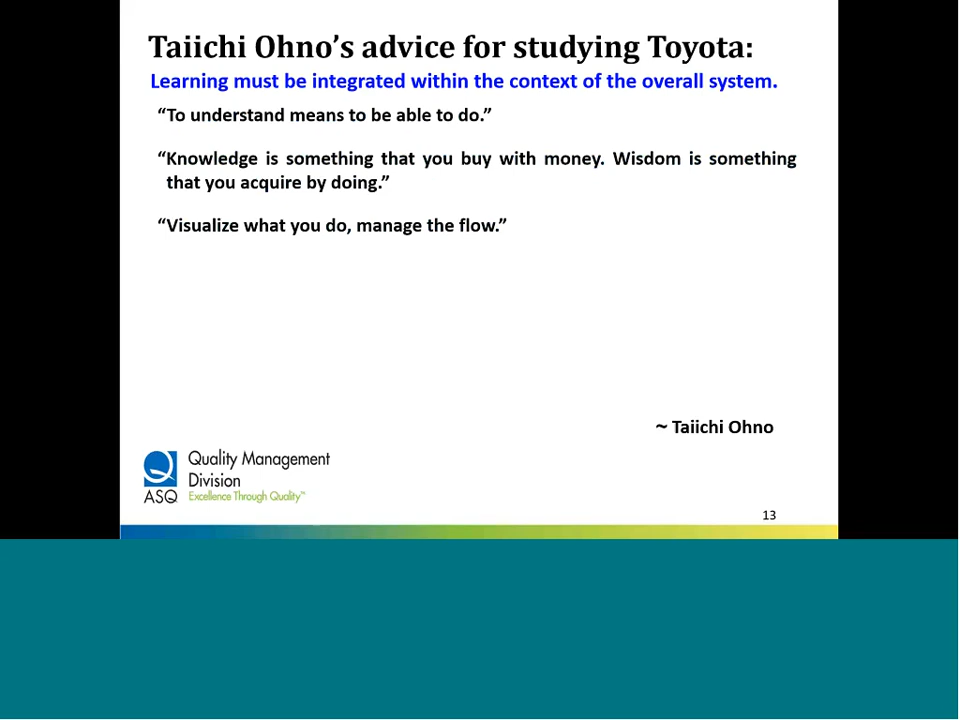 Taiichi Ohno’s advice for studying Toyota:
Learning must be integrated within the context of the overall system.
“To understand means to be able to do.”
“Knowledge is something that you buy with money. Wisdom is something
that you acquire by doing.”
“Visualize what you do, manage the flow.”
~ Taiichi Ohno
Quality Management
Division
ASQ Excellence Through Quality™
13